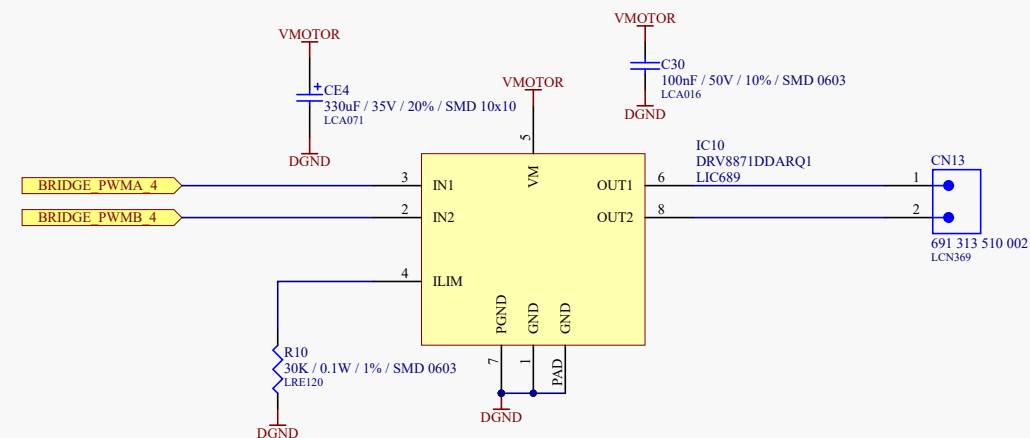 VMOTOR
VMOTOR
CE4
+
330uF / 35V / 20% / SMD 10x10
LCA071
DGND
C30
100nF / 50V / 10% / SMD 0603
LCA016
DGND
VMOTOR
5
VM
IC10
DRV8871DDARQ1
LIC689
CN13
BRIDGE_PWMA_4
3
IN1
OUT1
6
1
BRIDGE_PWMB_4
2
IN2
OUT2
8
2
691 313 510 002
LCN369
4
ILIM
PGND
GND
GND
7
1
PAD
DGND
R10
30K / 0.1W / 1% / SMD 0603
LRE120
DGND